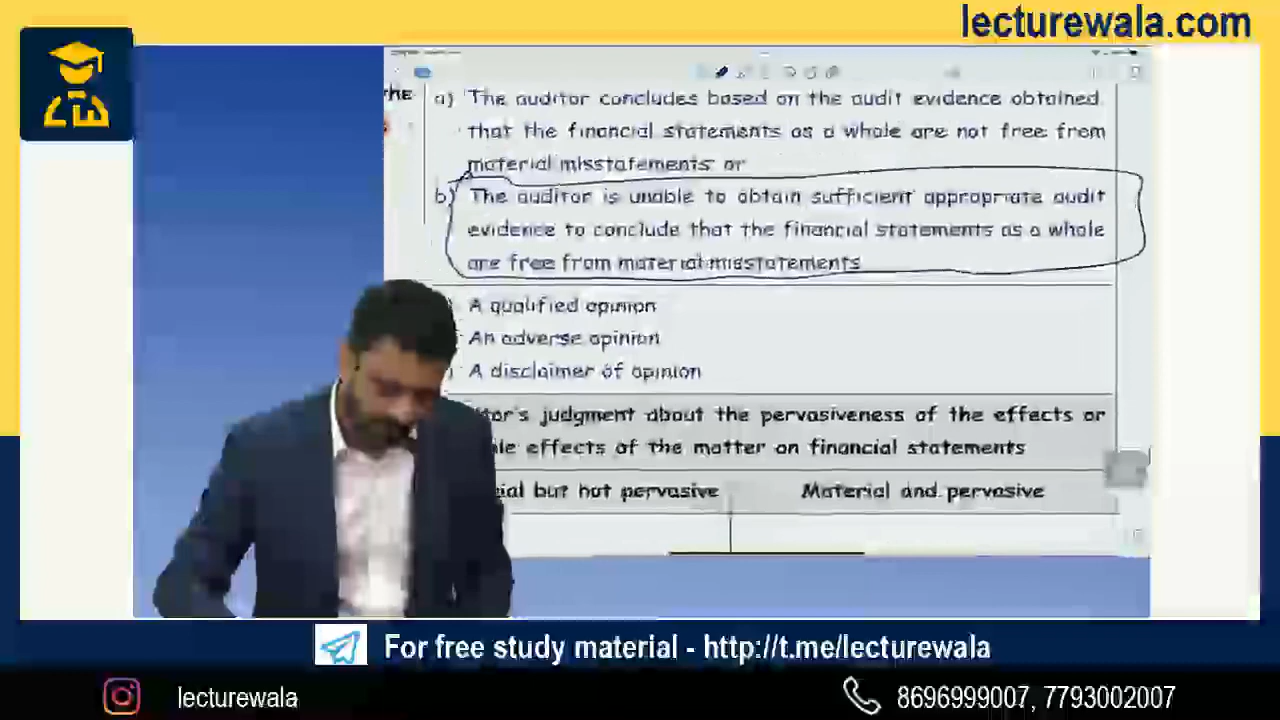 lecturewala.com
a) The auditor concludes based on the audit evidence obtained,
that the financial statements as a whole are not free from
material misstatements or
b) The auditor is unable to obtain sufficient appropriate audit
evidence to conclude that the financial statements as a whole
are free from material misstatements
A qualified opinion
An adverse opinion
A disclaimer of opinion
judgment about the pervasiveness of the effects or
effects of the matter on financial statements
but not pervasive
Material and pervasive
For free study material - http://t.me/lecturewala
lecturewala
8696999007, 7793002007